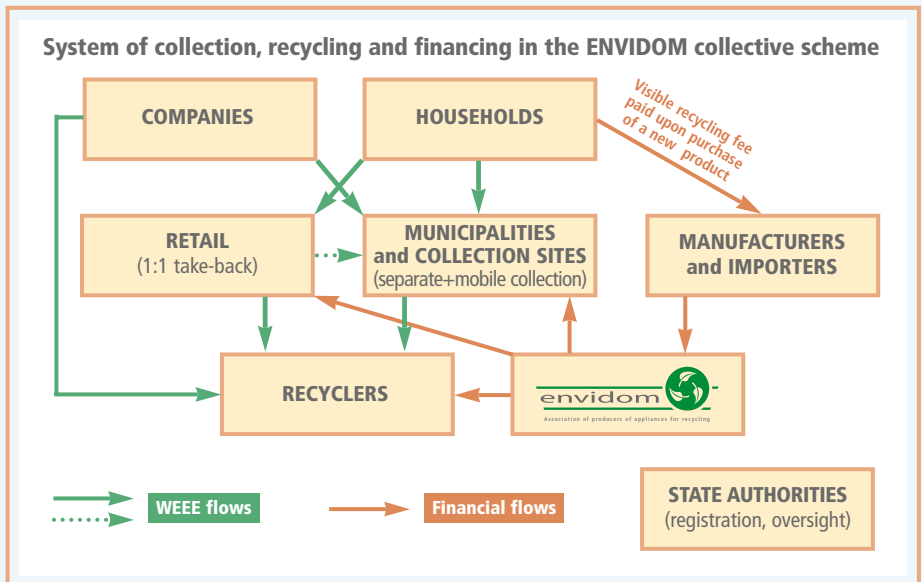 System of collection, recycling and financing in the ENVIDOM collective scheme
COMPANIES
HOUSEHOLDS
Visible recycling fee
paid upon purchase
of a new product
RETAIL
(1:1 take-back)
MUNICIPALITIES
and COLLECTION SITES
(separate+mobile collection)
MANUFACTURERS
and IMPORTERS
RECYCLERS
envidom
Association of producers of appliances for recycling
WEEE flows
Financial flows
STATE AUTHORITIES
(registration, oversight)